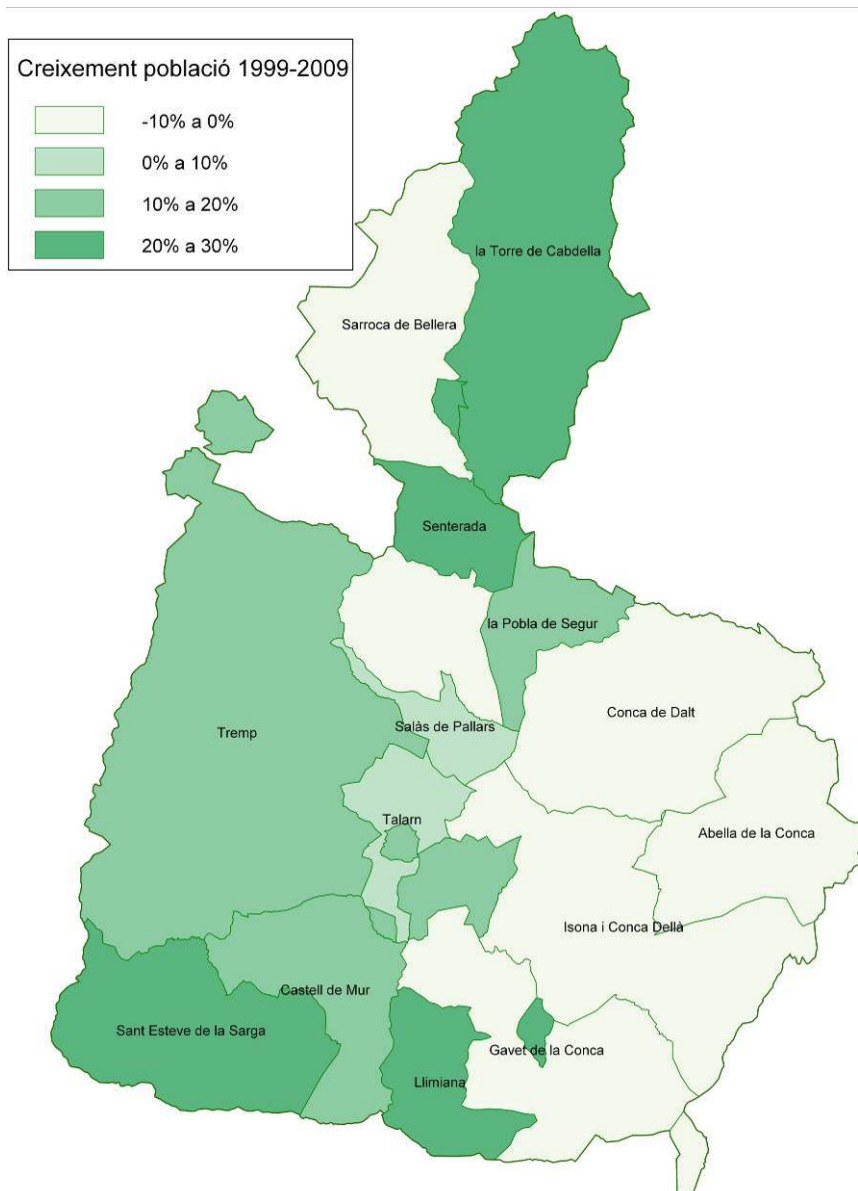 Creixement població 1999-2009
-10% a 0%
0% a 10%
10% a 20%
20% a 30%
la Torre de Cabdella
Sarroca de Bellera
Senterada
la Pobla de Segur
Conca de Dalt
Salàs de Pallars
Tremp
Talarn
Abella de la Conca
Isona i Conca Dellà
Castell de Mur
Sant Esteve de la Sarga
Gavet de la Conca
Llimiana